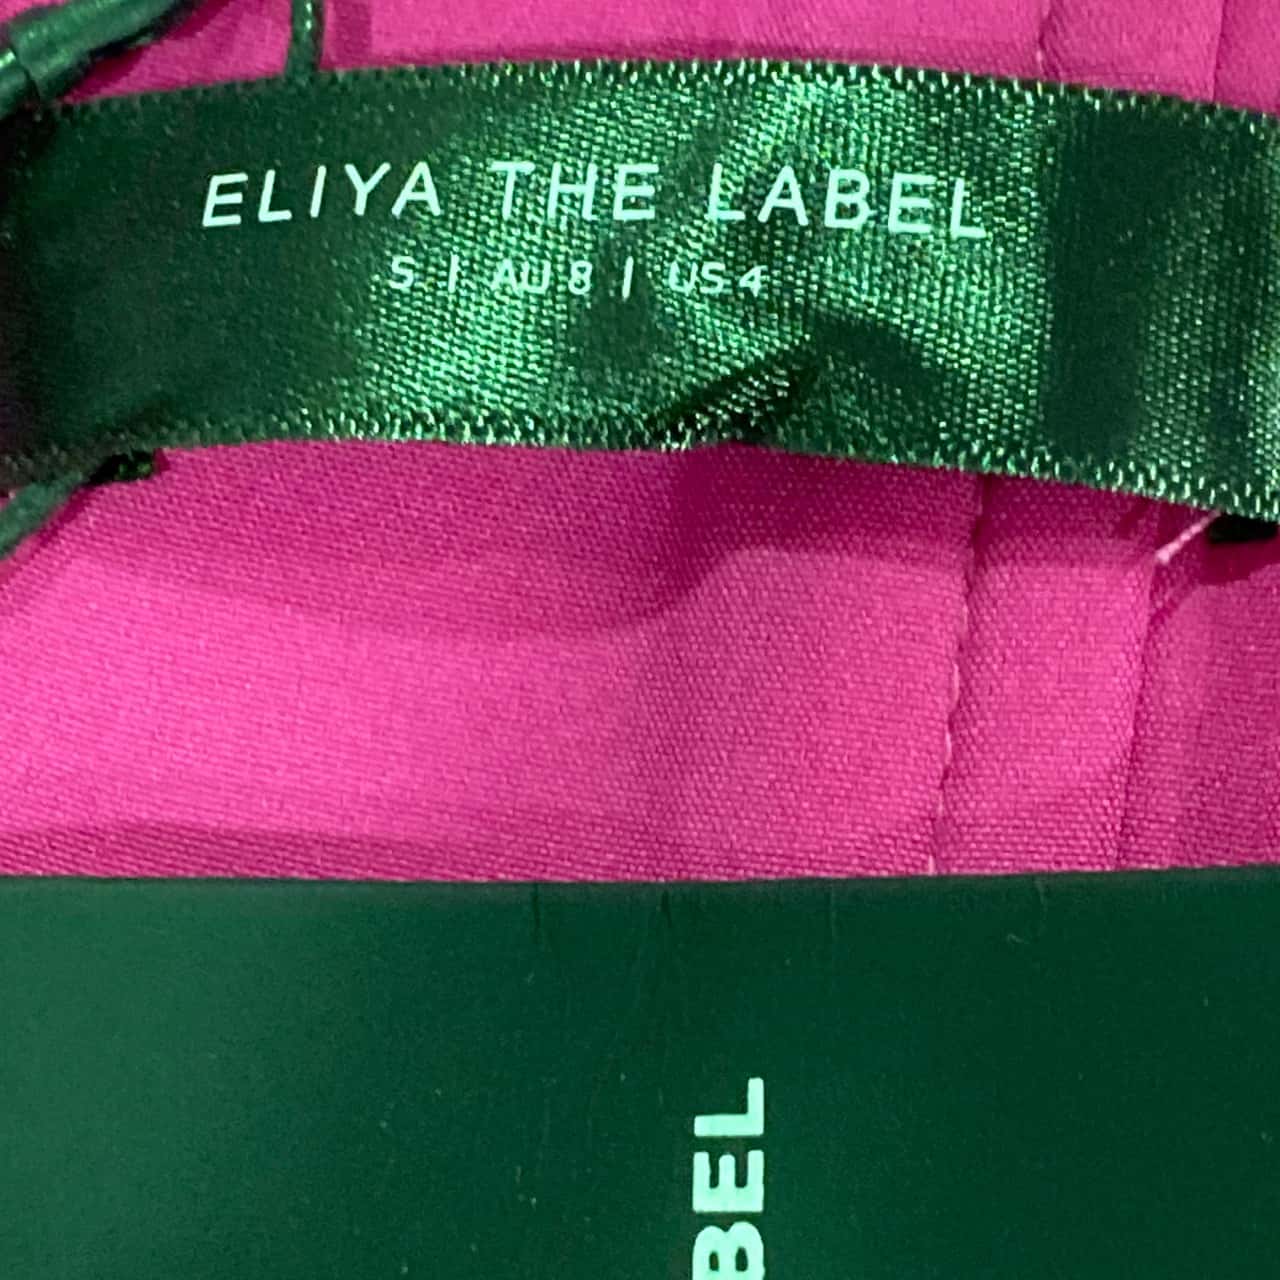 ELIYA THE LABEL
S | AU 8 | US 4
BEL